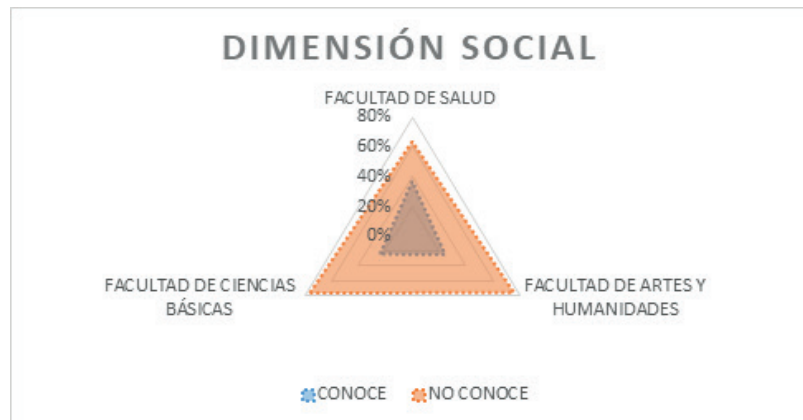 DIMENSIÓN SOCIAL
FACULTAD DE SALUD
80%
60%
40%
20%
0%
FACULTAD DE CIENCIAS
BÁSICAS
FACULTAD DE ARTES Y
HUMANIDADES
CONOCE NO CONOCE